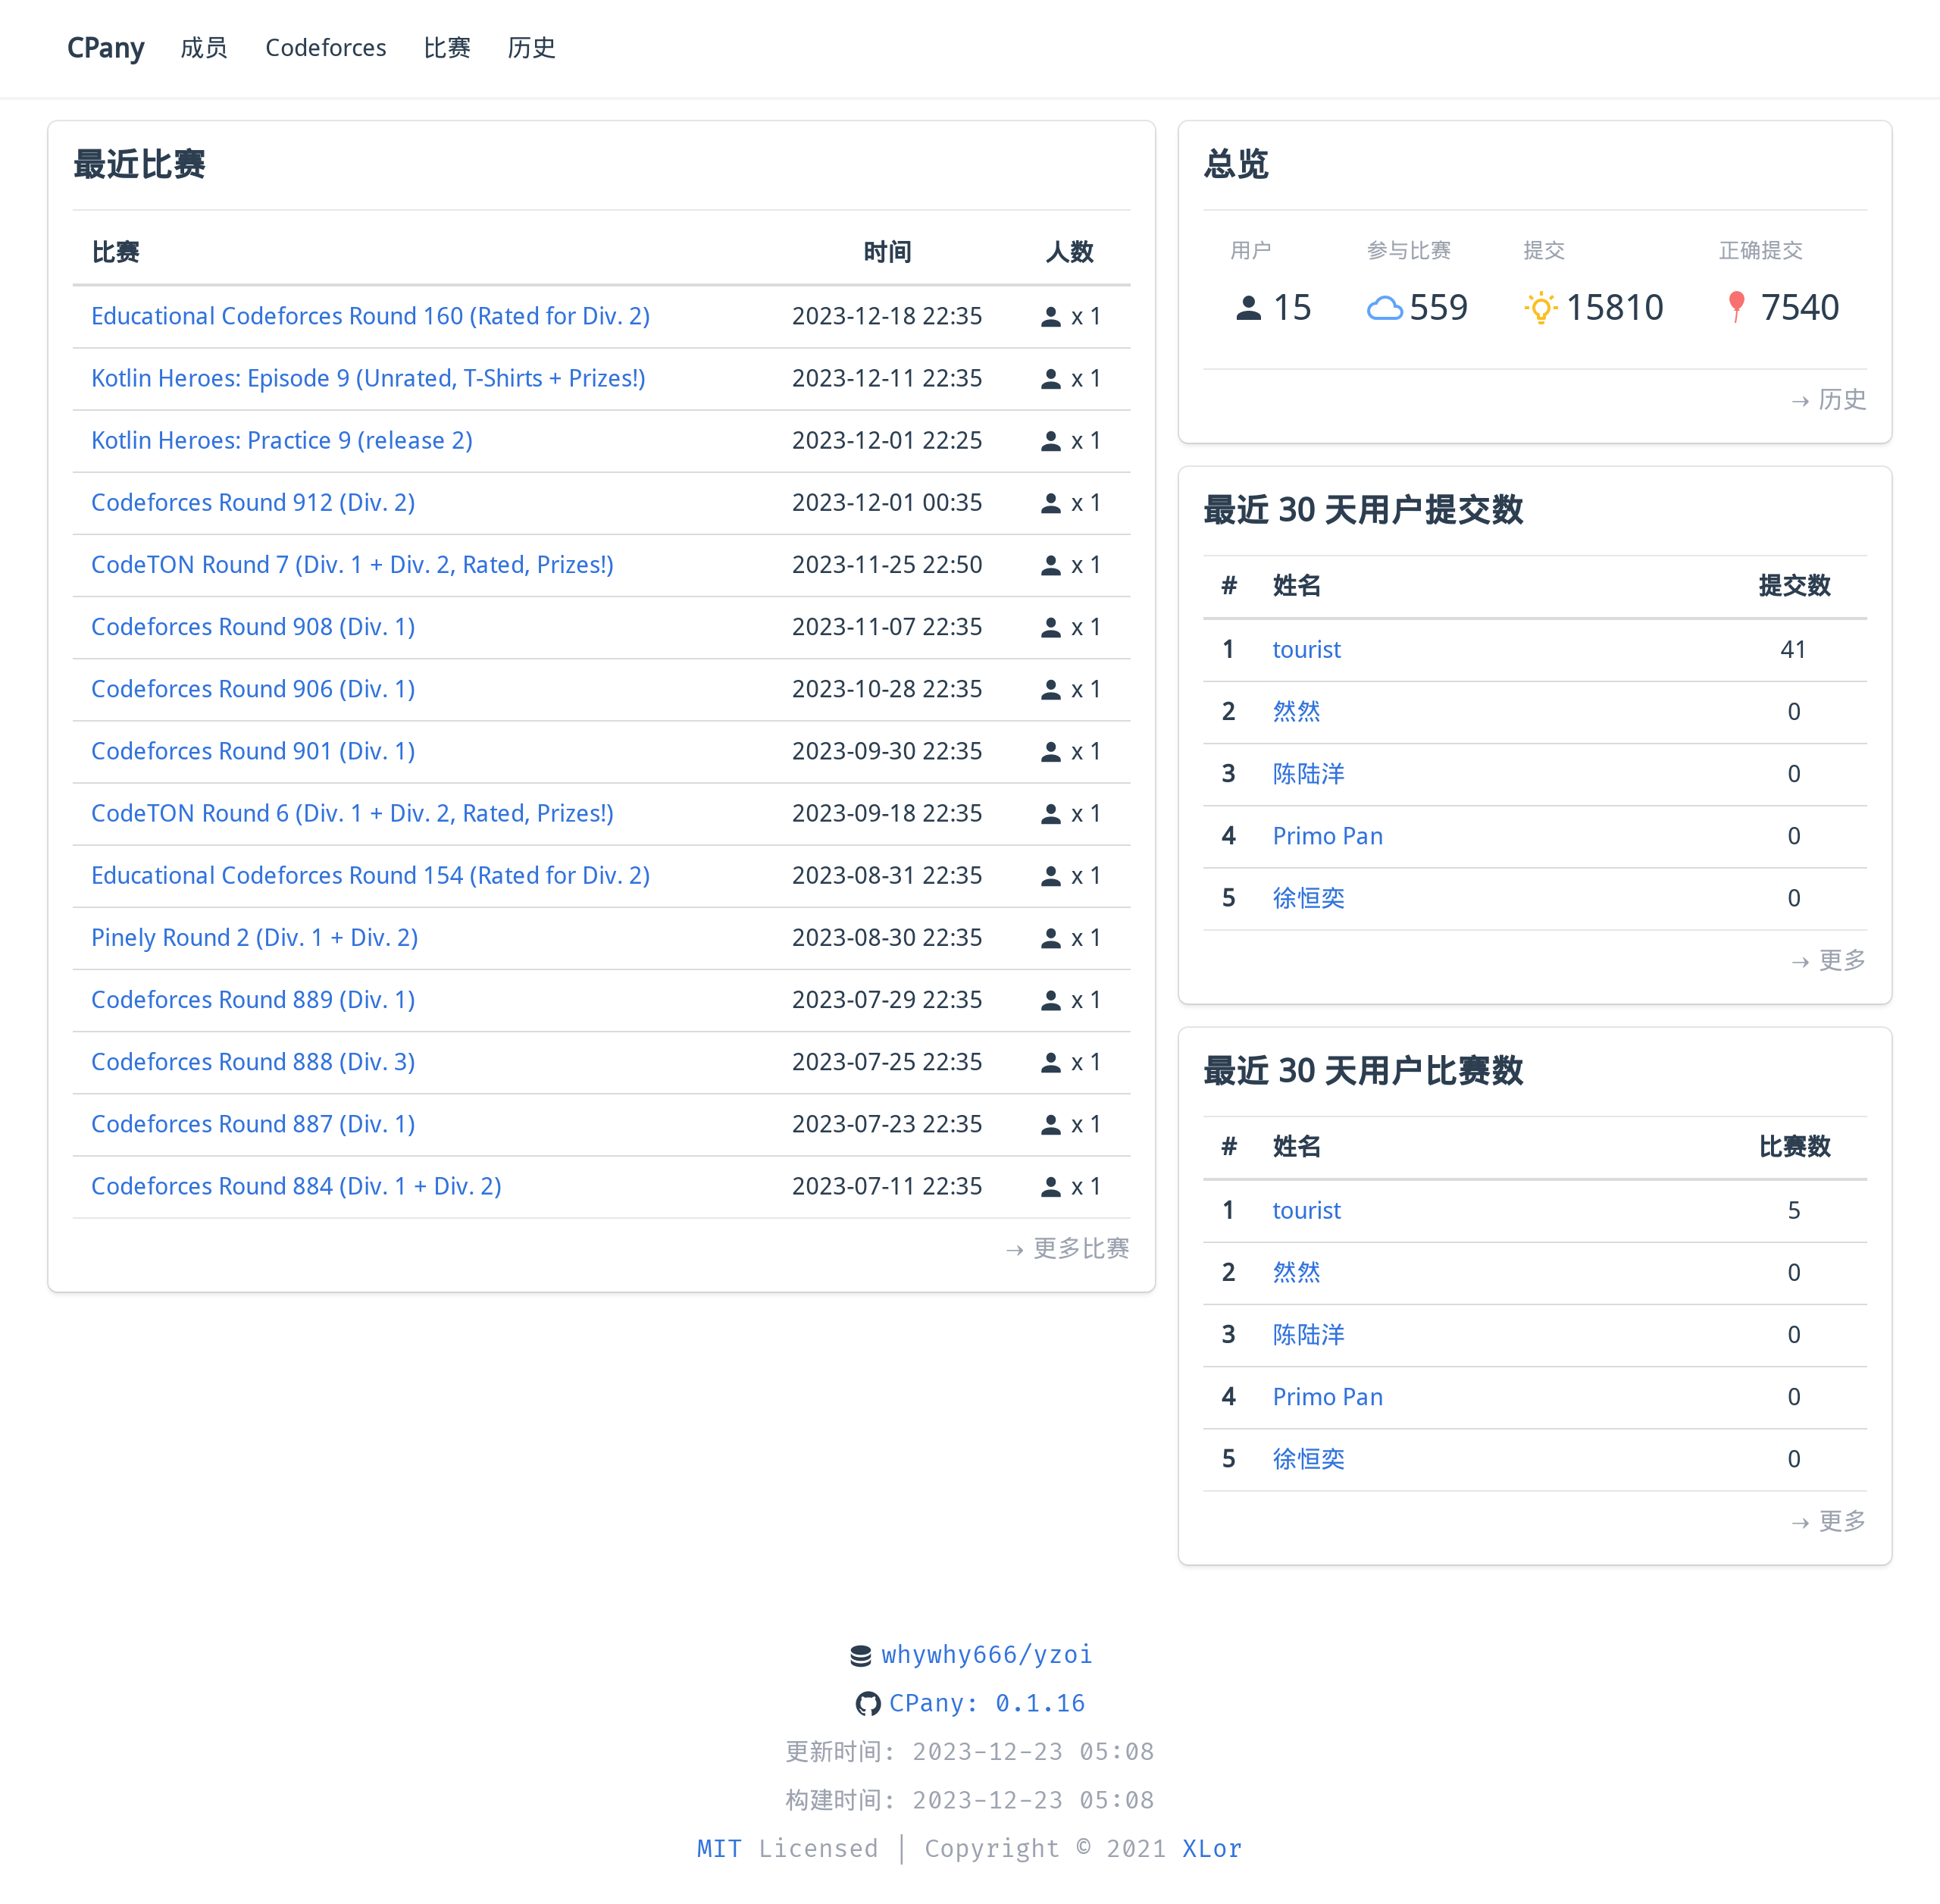 CPany 成员 Codeforces 比赛 历史
最近比赛
比赛 时间 人数
Educational Codeforces Round 160 (Rated for Div. 2) 2023-12-18 22:35 x 1
Kotlin Heroes: Episode 9 (Unrated, T-Shirts + Prizes!) 2023-12-11 22:35 x 1
Kotlin Heroes: Practice 9 (release 2) 2023-12-01 22:25 x 1
Codeforces Round 912 (Div. 2) 2023-12-01 00:35 x 1
CodeTON Round 7 (Div. 1 + Div. 2, Rated, Prizes!) 2023-11-25 22:50 x 1
Codeforces Round 908 (Div. 1) 2023-11-07 22:35 x 1
Codeforces Round 906 (Div. 1) 2023-10-28 22:35 x 1
Codeforces Round 901 (Div. 1) 2023-09-30 22:35 x 1
CodeTON Round 6 (Div. 1 + Div. 2, Rated, Prizes!) 2023-09-18 22:35 x 1
Educational Codeforces Round 154 (Rated for Div. 2) 2023-08-31 22:35 x 1
Pinely Round 2 (Div. 1 + Div. 2) 2023-08-30 22:35 x 1
Codeforces Round 889 (Div. 1) 2023-07-29 22:35 x 1
Codeforces Round 888 (Div. 3) 2023-07-25 22:35 x 1
Codeforces Round 887 (Div. 1) 2023-07-23 22:35 x 1
Codeforces Round 884 (Div. 1 + Div. 2) 2023-07-11 22:35 x 1
→ 更多比赛
总览
用户 参与比赛 提交 正确提交
15 559 15810 7540
→ 历史
最近 30 天用户提交数
# 姓名 提交数
1 tourist 41
2 然然 0
3 陈陆洋 0
4 Primo Pan 0
5 徐恒奕 0
→ 更多
最近 30 天用户比赛数
# 姓名 比赛数
1 tourist 5
2 然然 0
3 陈陆洋 0
4 Primo Pan 0
5 徐恒奕 0
→ 更多
whywhy666/yzoi
CPany: 0.1.16
更新时间: 2023-12-23 05:08
构建时间: 2023-12-23 05:08
MIT Licensed | Copyright © 2021 XLor